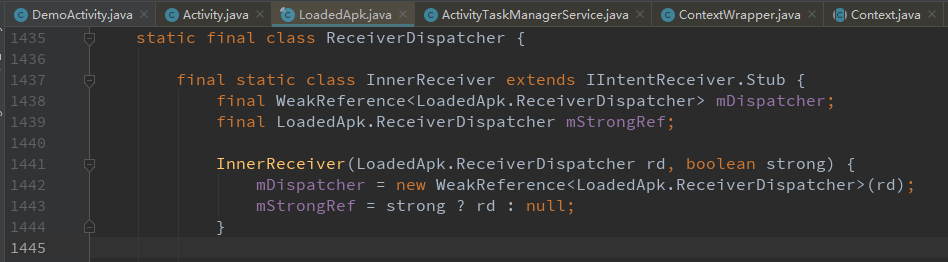 DemoActivity.java × Activity.java × LoadedApk.java × ActivityTaskManagerService.java × ContextWrapper.java × Context.java ×
1435 static final class ReceiverDispatcher {
1436
1437 final static class InnerReceiver extends IIntentReceiver.Stub {
1438 final WeakReference<LoadedApk.ReceiverDispatcher> mDispatcher;
1439 final LoadedApk.ReceiverDispatcher mStrongRef;
1440
1441 InnerReceiver(LoadedApk.ReceiverDispatcher rd, boolean strong) {
1442 mDispatcher = new WeakReference<LoadedApk.ReceiverDispatcher>(rd);
1443 mStrongRef = strong ? rd : null;
1444 }
1445